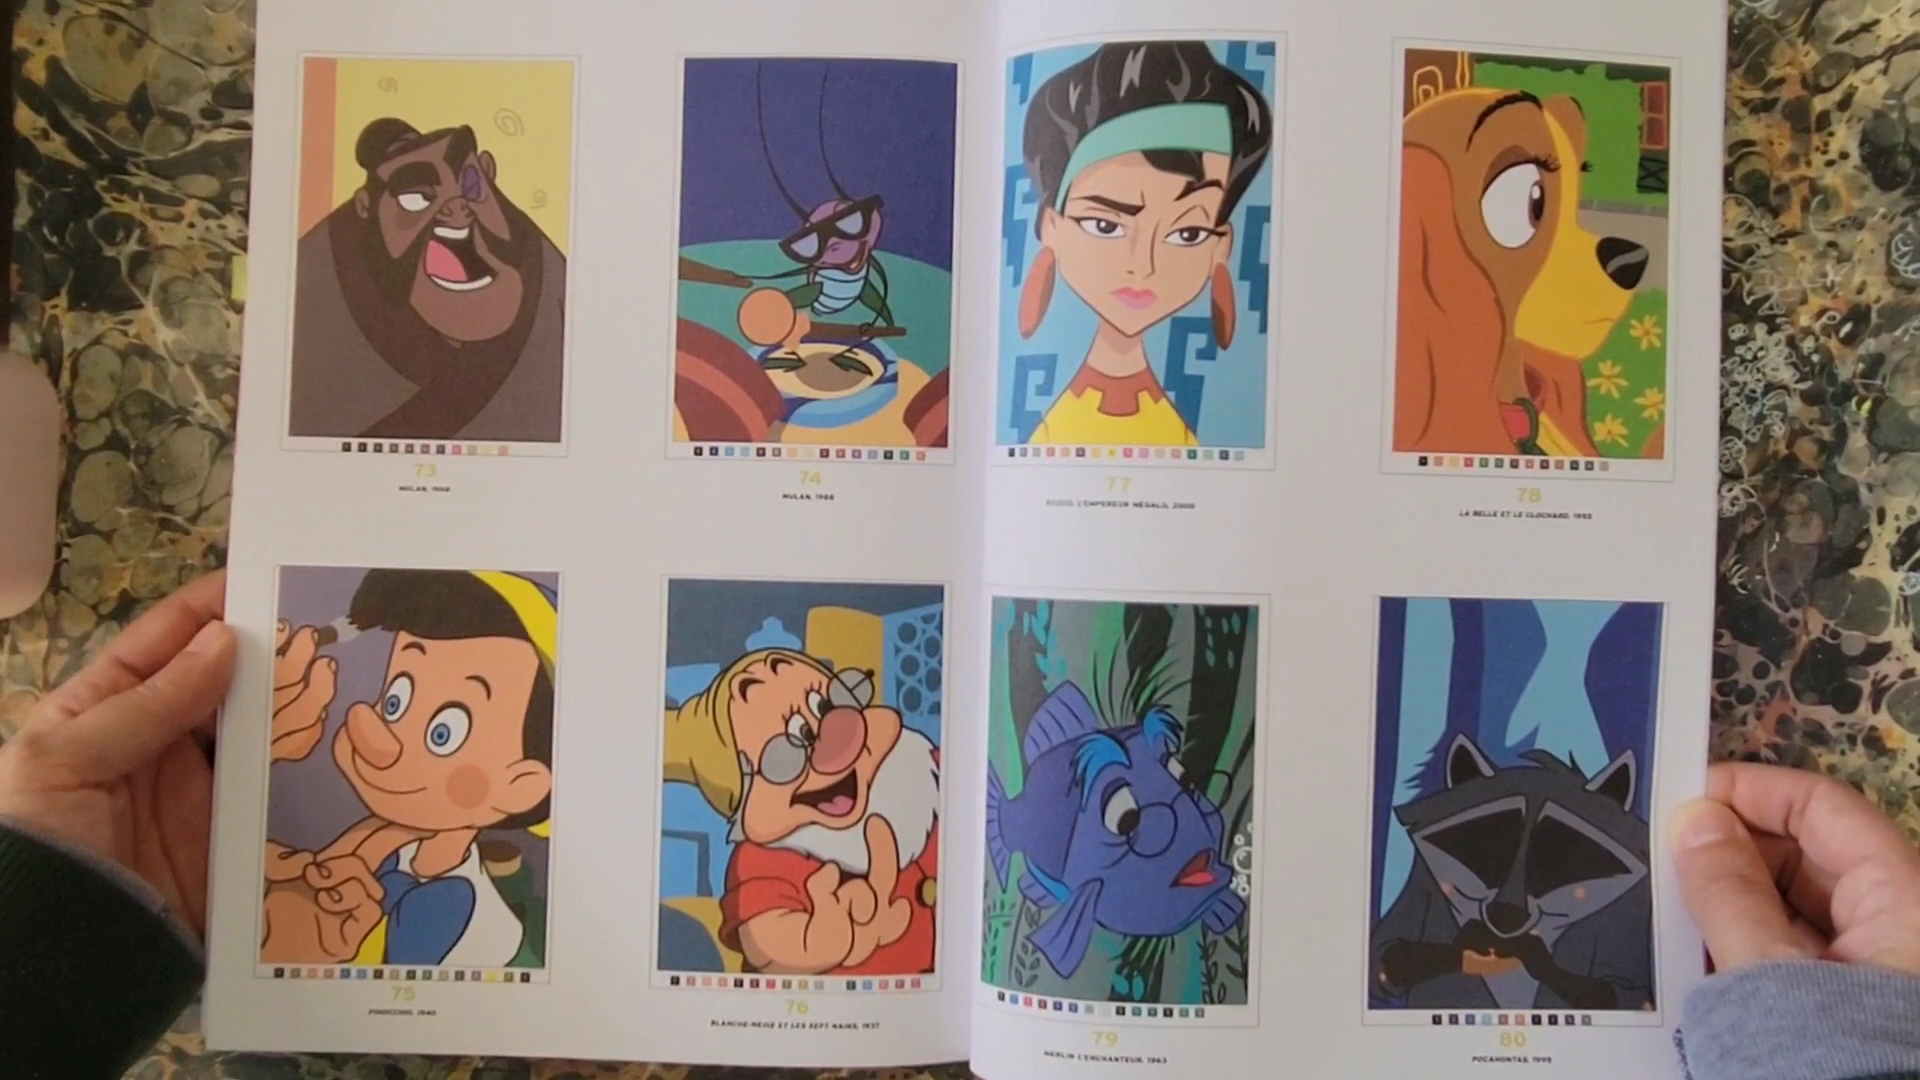 73
MULAN, 1998
74
MULAN, 1998
77
KUZCO, L'EMPEREUR MÉGALO, 2000
78
LA BELLE ET LE CLOCHARD, 1955
75
PINOCCHIO, 1940
76
BLANCHE-NEIGE ET LES SEPT NAINS, 1937
79
MERLIN L'ENCHANTEUR, 1963
80
POCAHONTAS, 1995